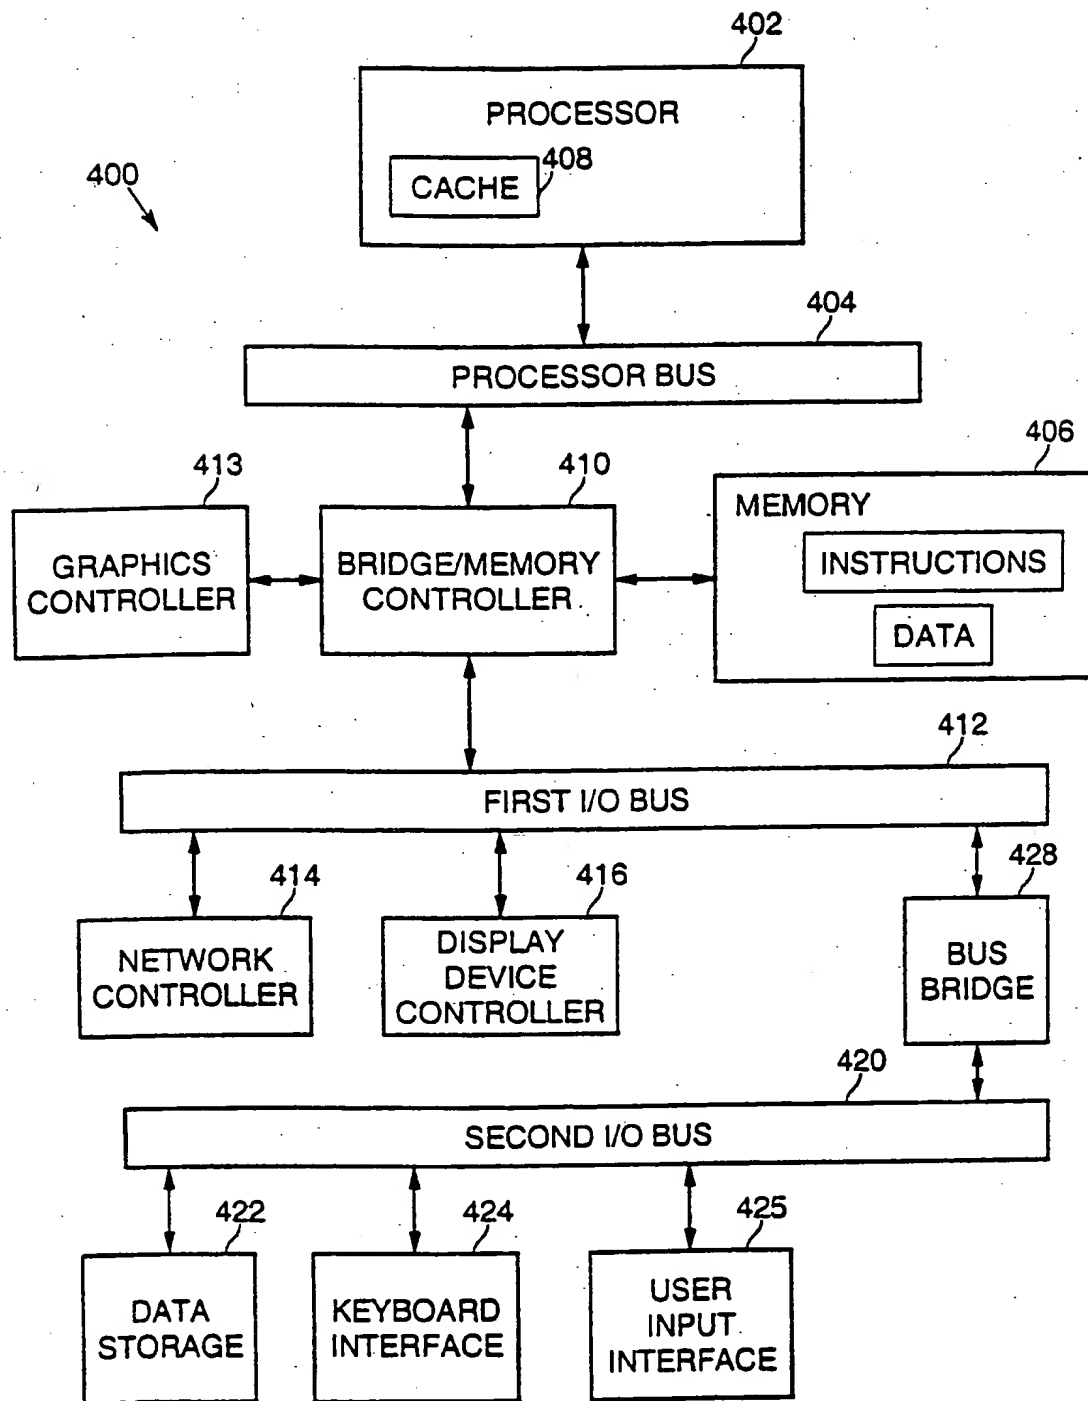 402
PROCESSOR
408
CACHE
400
404
PROCESSOR BUS
406
413
410
MEMORY
GRAPHICS
CONTROLLER
BRIDGE/MEMORY
CONTROLLER
INSTRUCTIONS
DATA
412
FIRST I/O BUS
414
416
428
NETWORK
CONTROLLER
DISPLAY
DEVICE
CONTROLLER
BUS
BRIDGE
420
SECOND I/O BUS
422
424
425
DATA
STORAGE
KEYBOARD
INTERFACE
USER
INPUT
INTERFACE